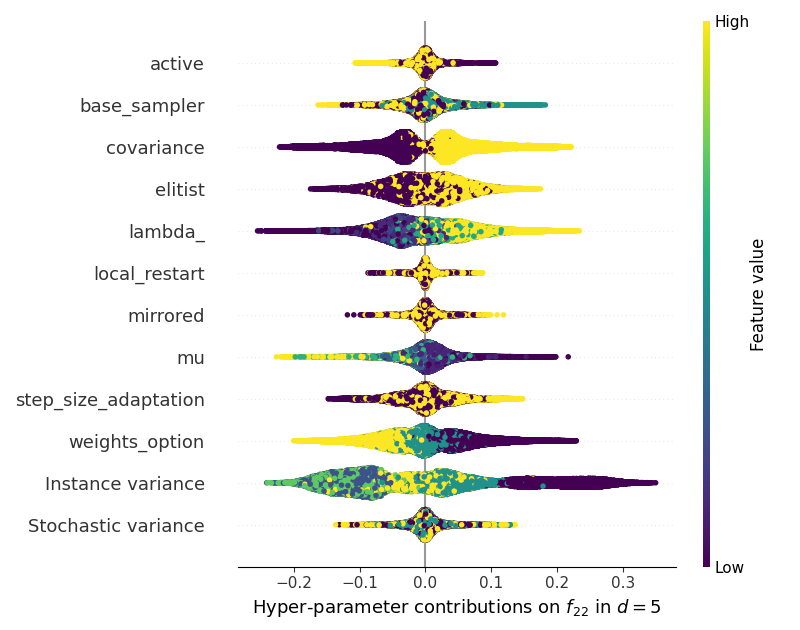 High
active
base_sampler
covariance
elitist
lambda_
local_restart
mirrored
mu
step_size_adaptation
weights_option
Instance variance
Stochastic variance
Feature value
Low
−0.2 −0.1 0.0 0.1 0.2 0.3
Hyper-parameter contributions on f22 in d = 5